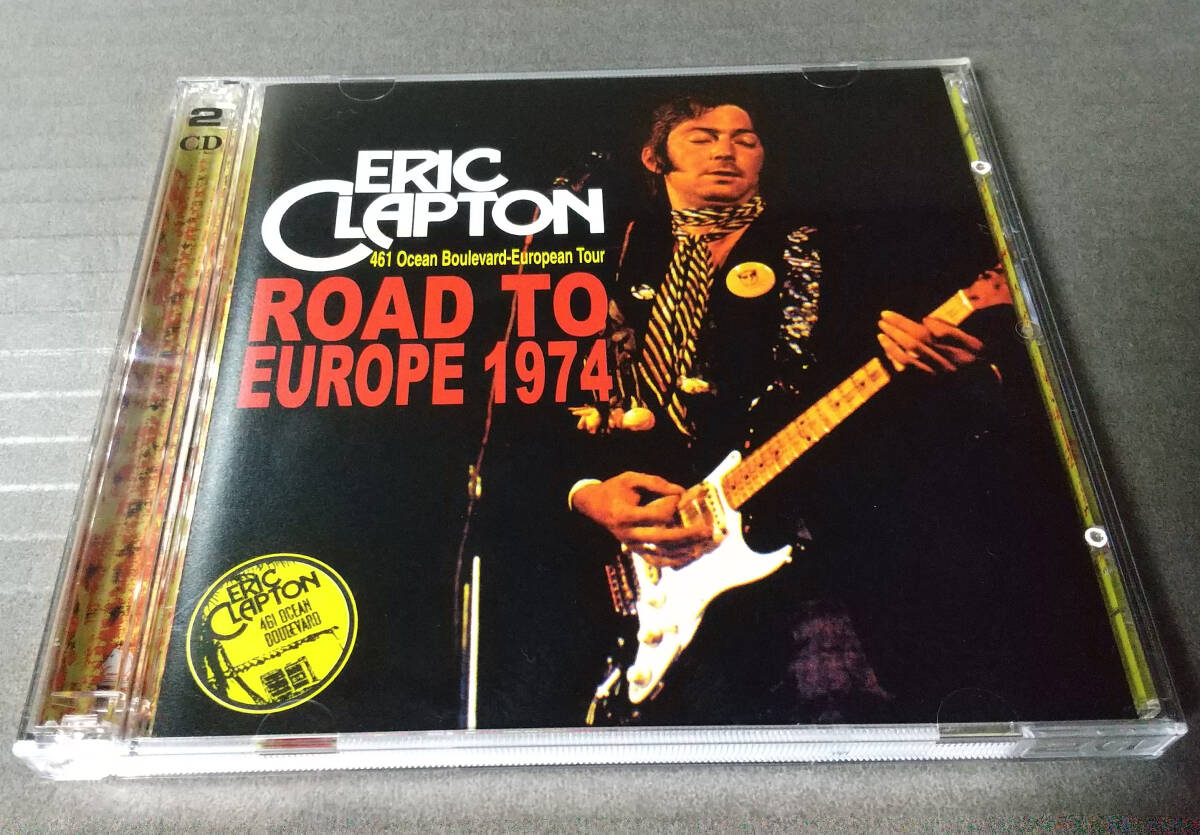 2
CD
ERIC
CLAPTON
461 Ocean Boulevard-European Tour
ROAD TO
EUROPE 1974
ERIC
CLAPTON
461 OCEAN
BOULEVARD